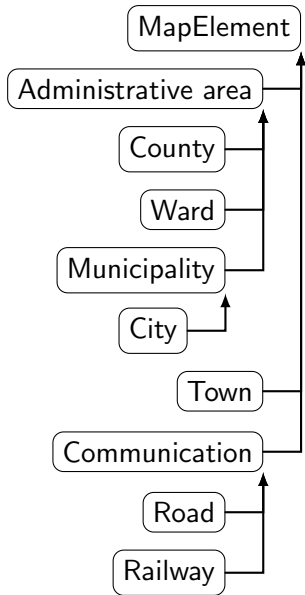 MapElement
Administrative area
County
Ward
Municipality
City
Town
Communication
Road
Railway